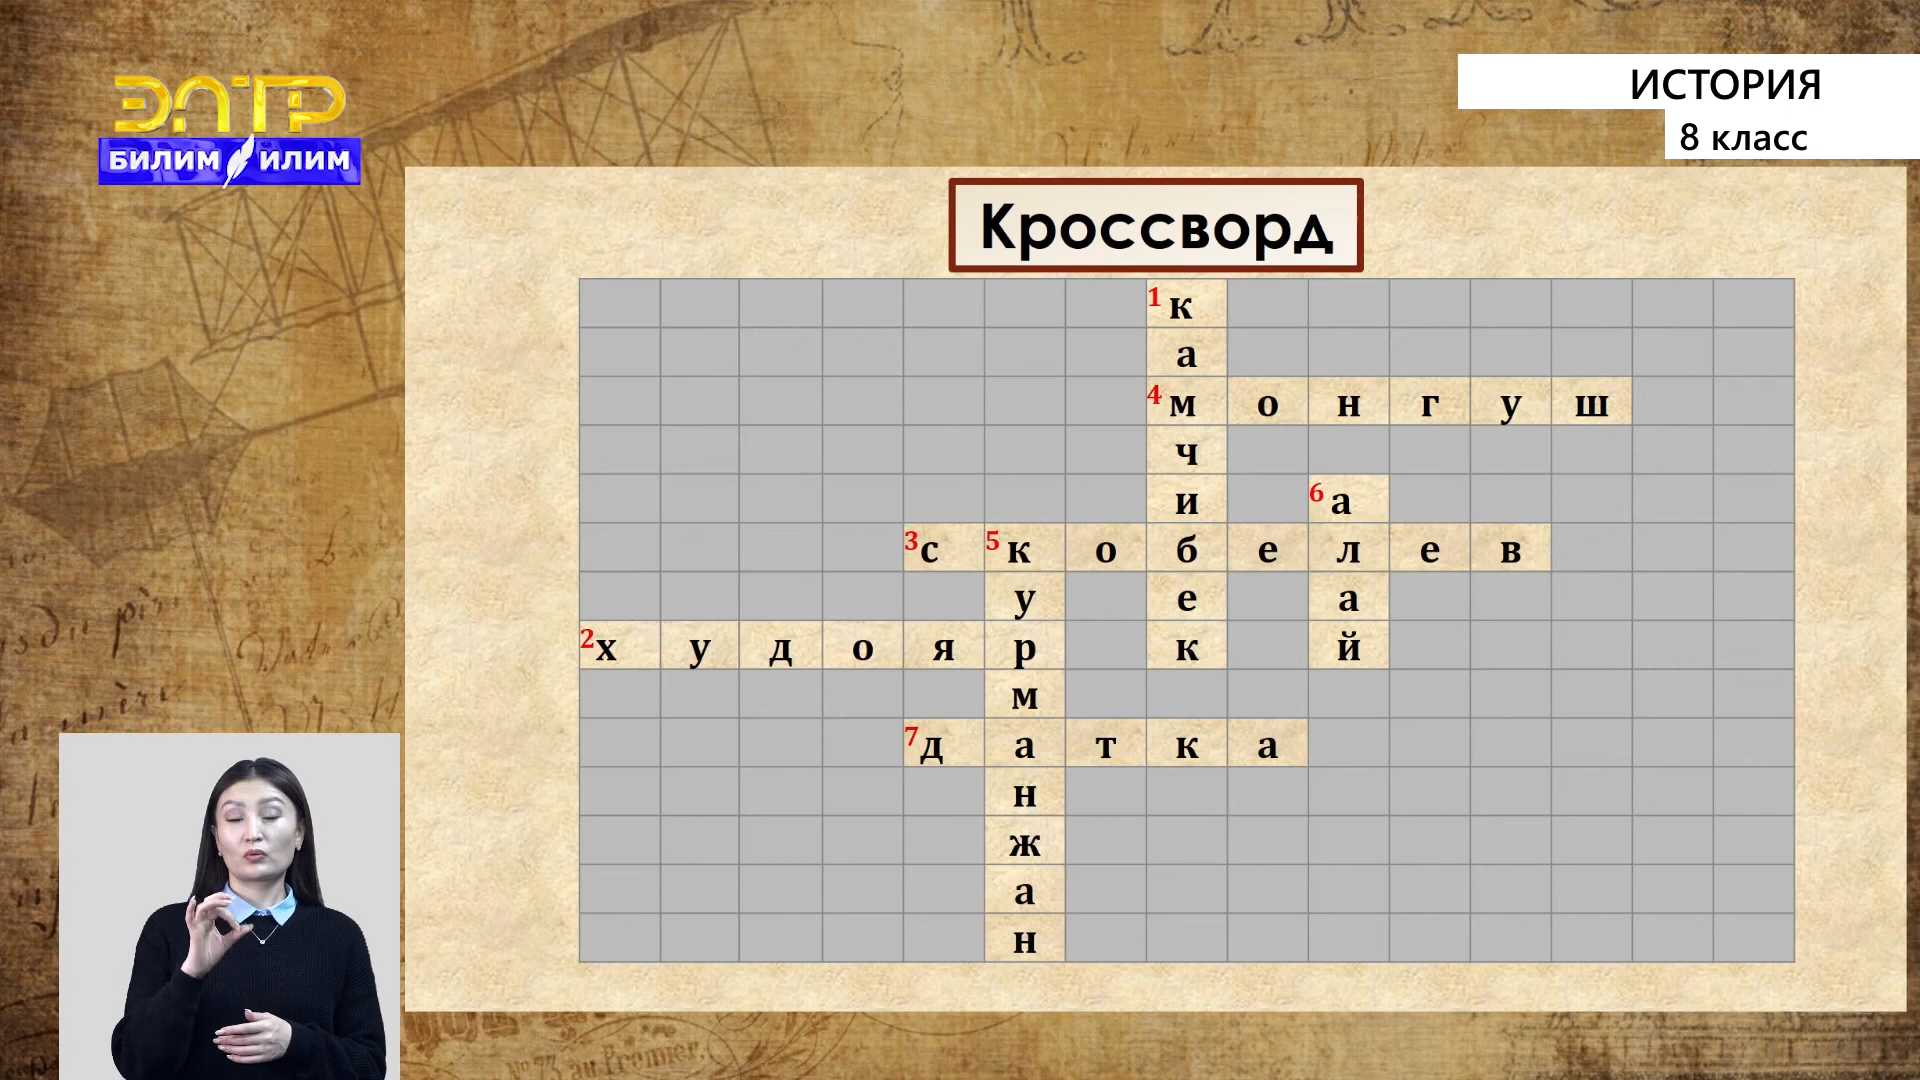 ЭЛТР
БИЛИМ ИЛИМ
ИСТОРИЯ
8 класс
Кроссворд
1 к
а
4 м о н г у ш
ч
и 6 а
3 с 5 к о б е л е в
у е а
2 х у д о я р к й
м
7 д а т к а
н
ж
а
н